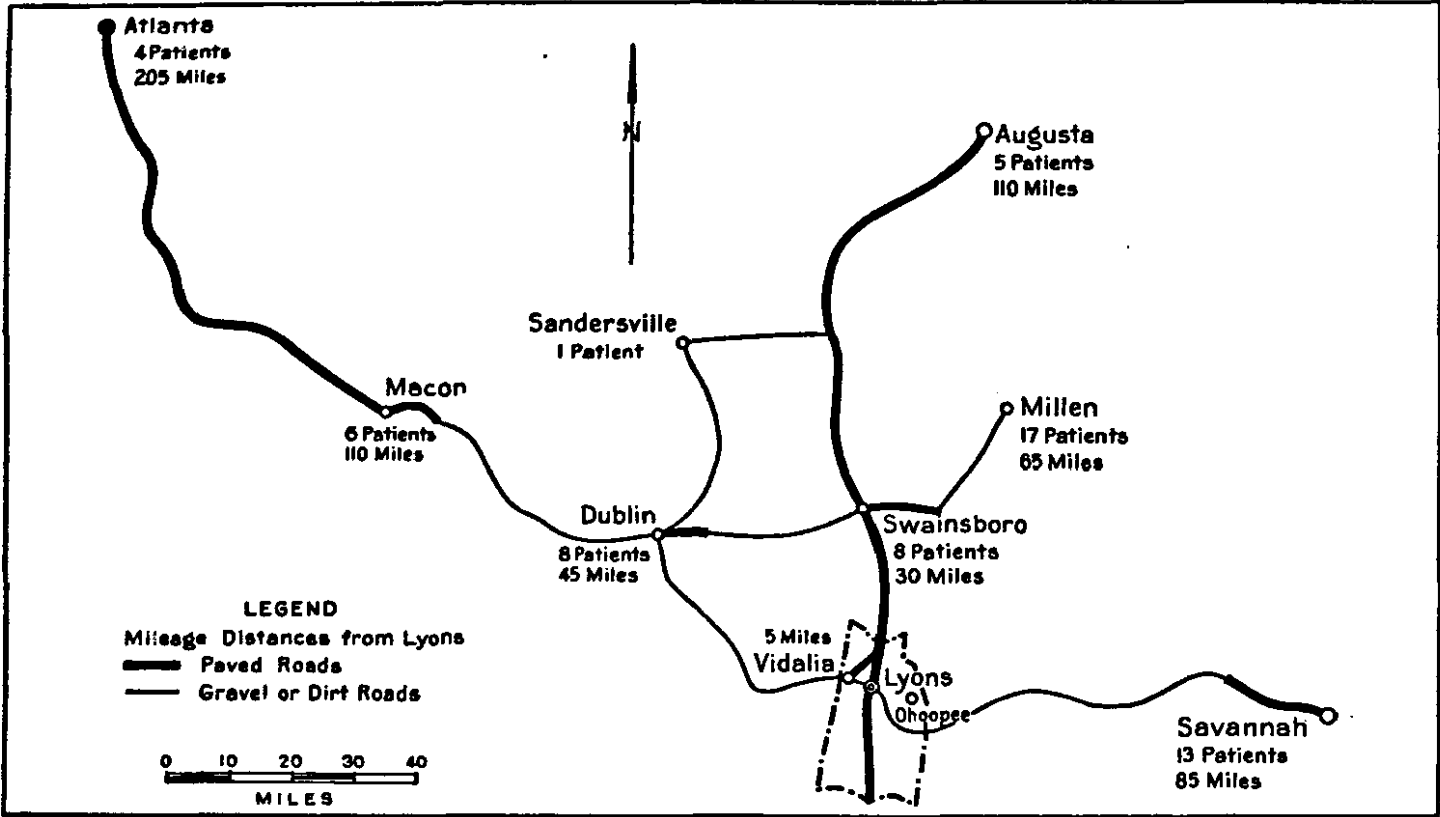 Atlanta
4 Patients
205 Miles
N
Augusta
5 Patients
110 Miles
Sandersville
1 Patient
Macon
6 Patients
110 Miles
Millen
17 Patients
65 Miles
Dublin
8 Patients
45 Miles
Swainsboro
8 Patients
30 Miles
LEGEND
Mileage Distances from Lyons
Paved Roads
Gravel or Dirt Roads
5 Miles
Vidalia
Lyons
Ohoopee
Savannah
13 Patients
85 Miles
0 10 20 30 40
MILES